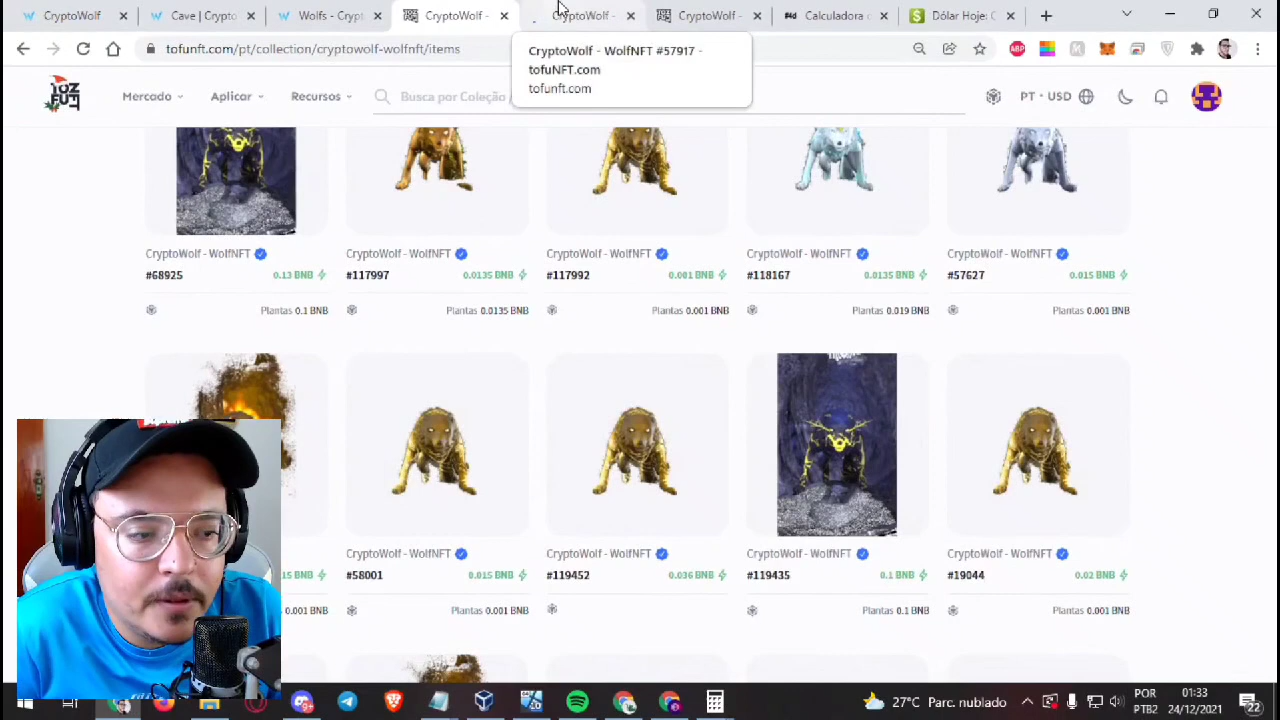 CryptoWolf
Cave | Crypto
Wolfs - Crypt
CryptoWolf -
CryptoWolf -
CryptoWolf -
Calculadora d
Dólar Hoje: C
tofunft.com/pt/collection/cryptowolf-wolfnft/items
CryptoWolf - WolfNFT #57917 -
tofuNFT.com
tofunft.com
Mercado
Aplicar
Recursos
Busca por Coleção /
PT · USD
CryptoWolf - WolfNFT
CryptoWolf - WolfNFT
CryptoWolf - WolfNFT
CryptoWolf - WolfNFT
CryptoWolf - WolfNFT
#68925 0.13 BNB
#117997 0.0135 BNB
#117992 0.001 BNB
#118167 0.0135 BNB
#57627 0.015 BNB
Plantas 0.1 BNB
Plantas 0.0135 BNB
Plantas 0.001 BNB
Plantas 0.019 BNB
Plantas 0.001 BNB
CryptoWolf - WolfNFT
CryptoWolf - WolfNFT
CryptoWolf - WolfNFT
CryptoWolf - WolfNFT
15 BNB
#58001 0.015 BNB
#119452 0.036 BNB
#119435 0.1 BNB
#19044 0.02 BNB
0.001 BNB
Plantas 0.001 BNB
Plantas 0.1 BNB
Plantas 0.001 BNB
27°C Parc. nublado
POR
PTB2
01:33
24/12/2021
22